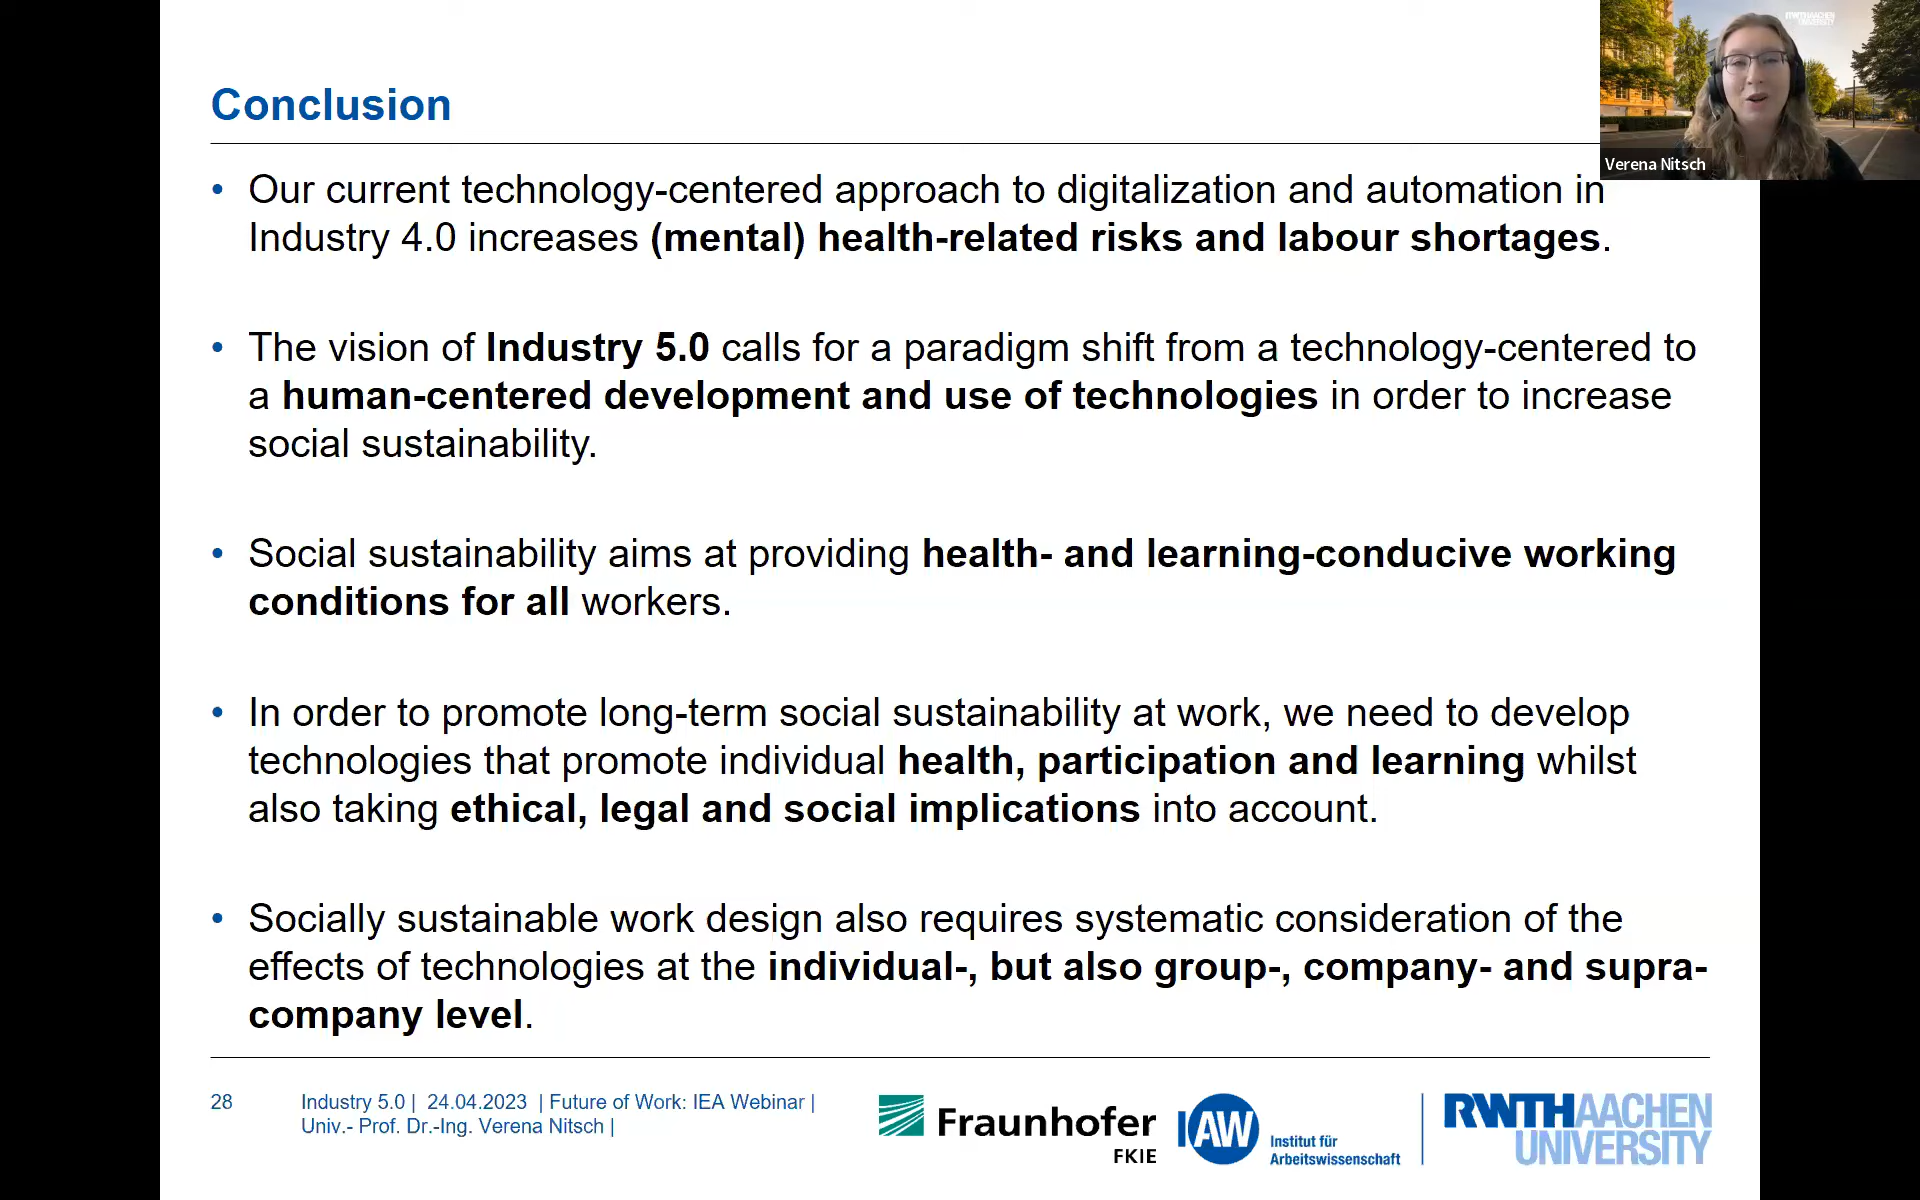 RWTHAACHEN
UNIVERSITY
Verena Nitsch
Conclusion
• Our current technology-centered approach to digitalization and automation in
Industry 4.0 increases (mental) health-related risks and labour shortages.
• The vision of Industry 5.0 calls for a paradigm shift from a technology-centered to
a human-centered development and use of technologies in order to increase
social sustainability.
• Social sustainability aims at providing health- and learning-conducive working
conditions for all workers.
• In order to promote long-term social sustainability at work, we need to develop
technologies that promote individual health, participation and learning whilst
also taking ethical, legal and social implications into account.
• Socially sustainable work design also requires systematic consideration of the
effects of technologies at the individual-, but also group-, company- and supra-
company level.
28
Industry 5.0 | 24.04.2023 | Future of Work: IEA Webinar |
Univ.- Prof. Dr.-Ing. Verena Nitsch |
Fraunhofer
FKIE
IAW
Institut für
Arbeitswissenschaft
RWTHAACHEN
UNIVERSITY